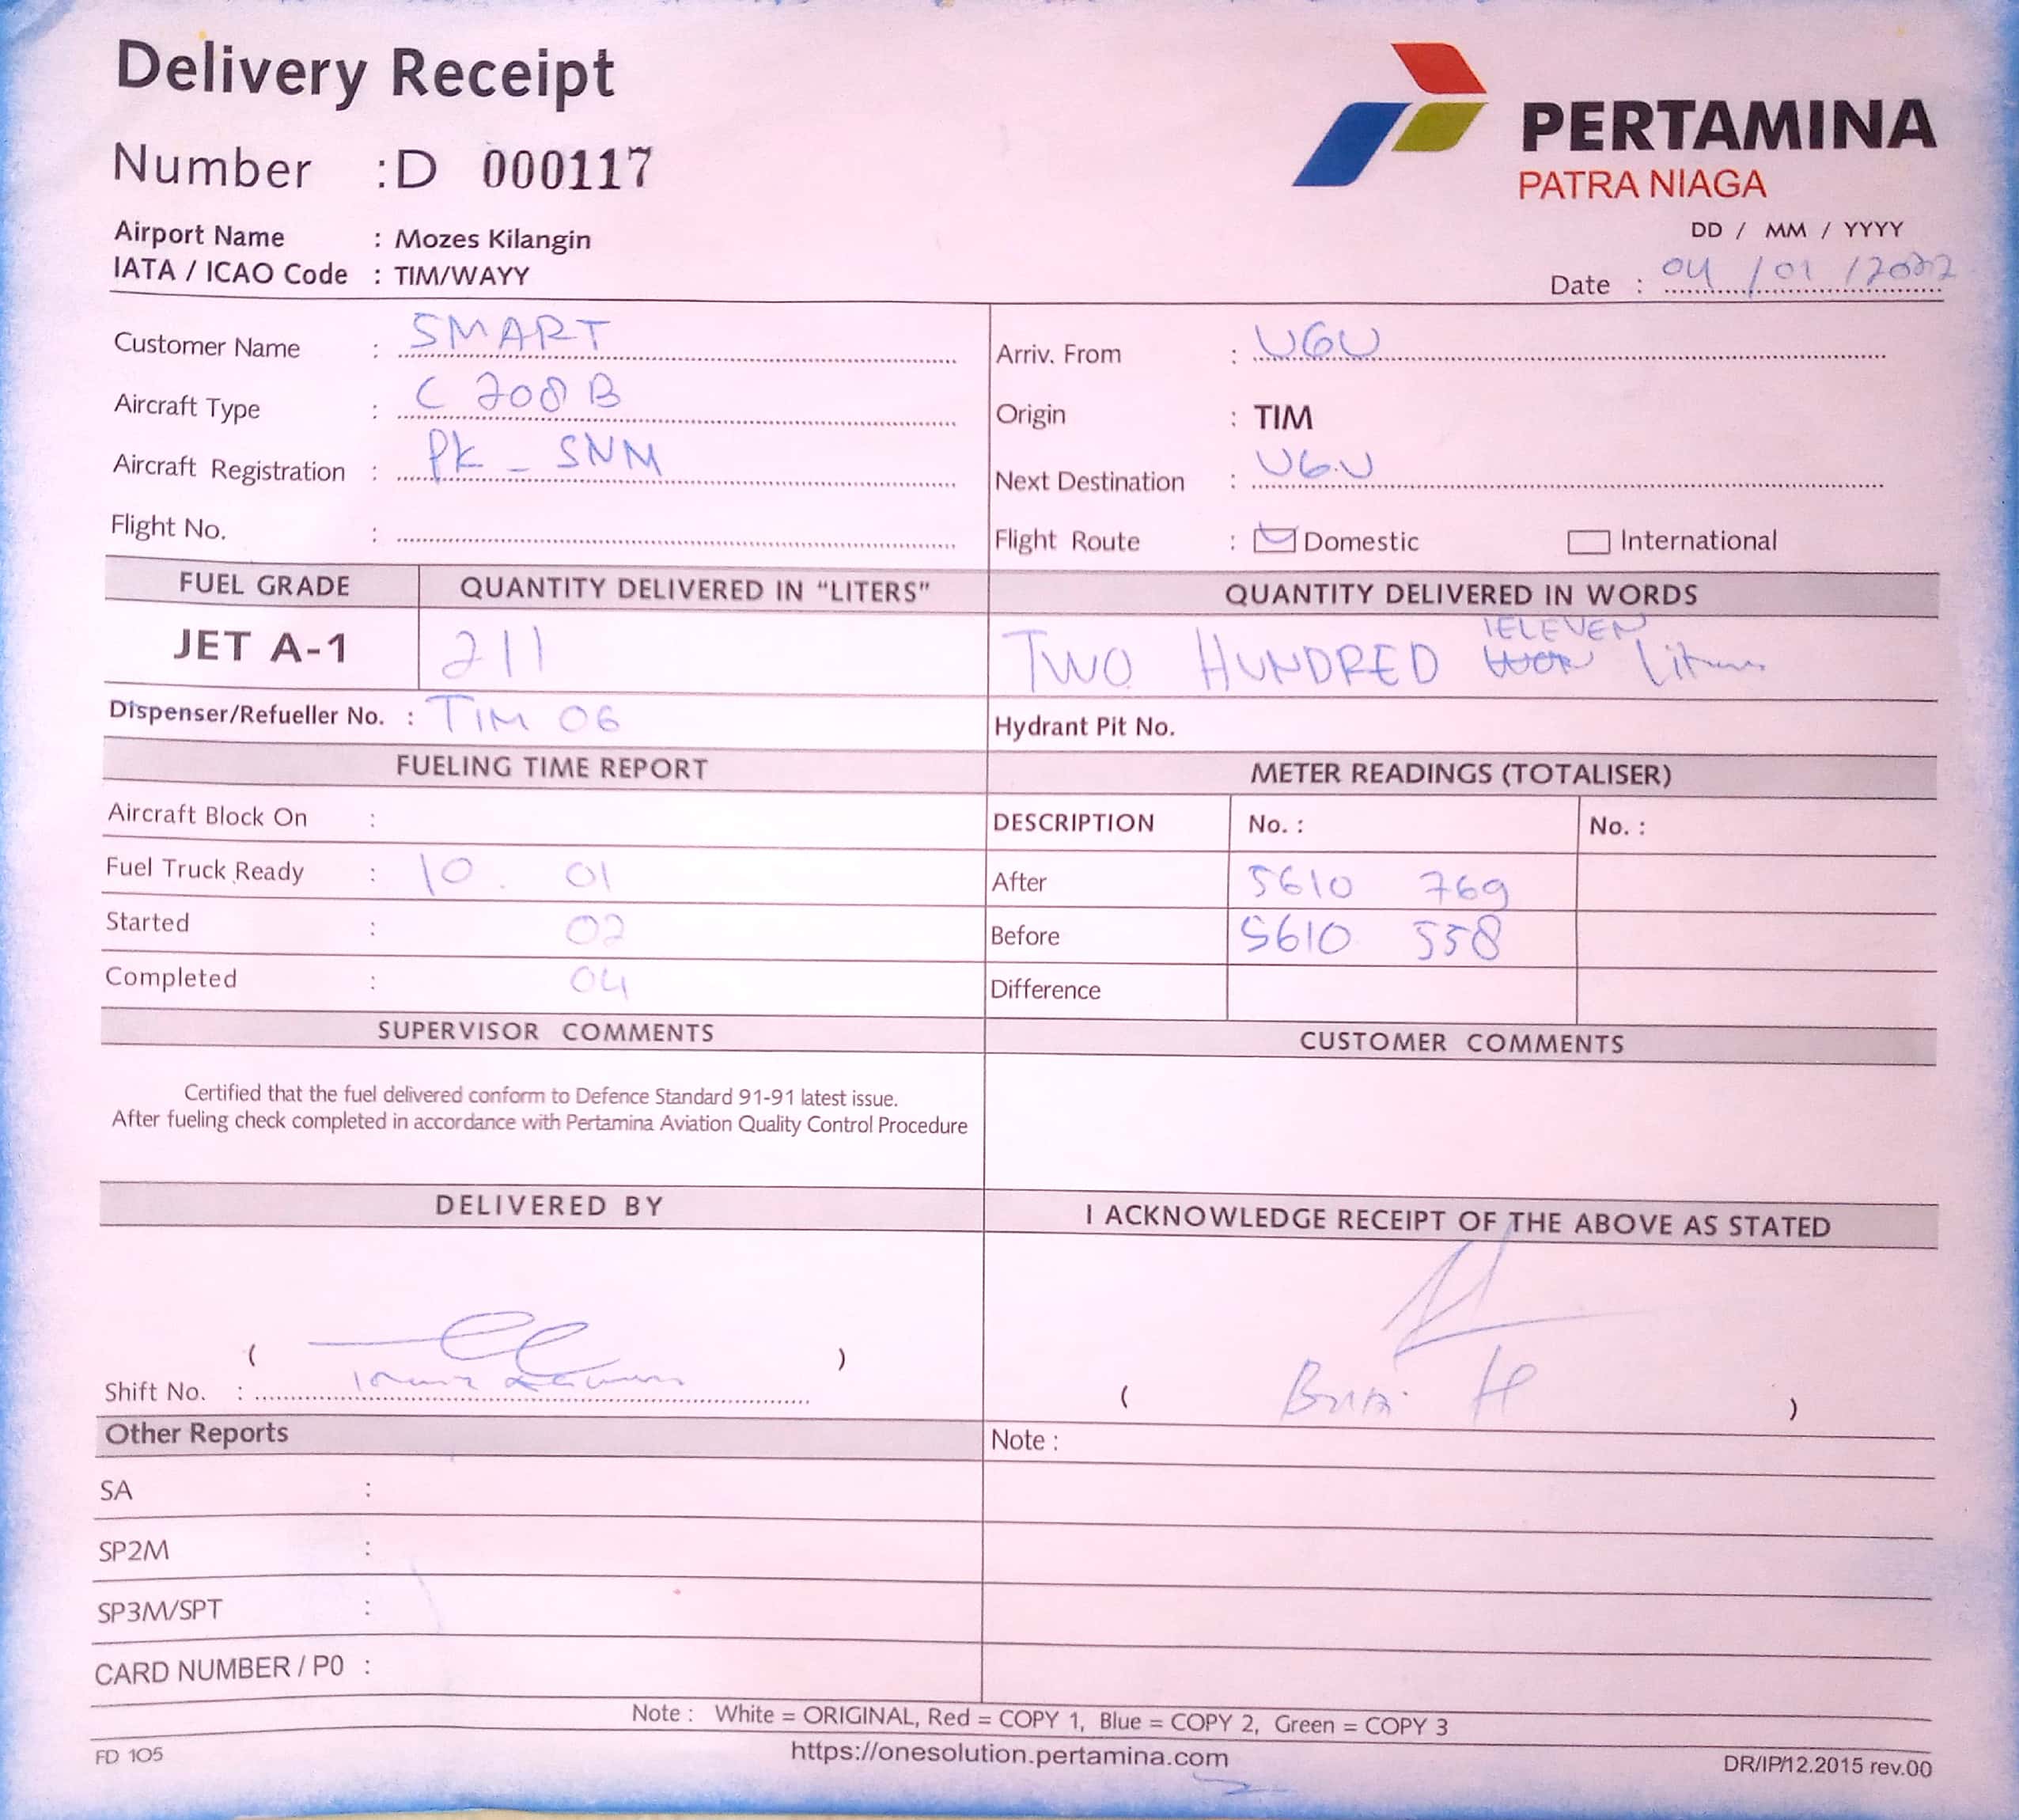 Delivery Receipt
Number : D 000117
PERTAMINA
PATRA NIAGA
Airport Name : Mozes Kilangin
IATA / ICAO Code : TIM/WAYY
DD / MM / YYYY
Date : 04 / 01 / 2022
Customer Name : SMART
Aircraft Type : C 208 B
Aircraft Registration : PK - SNM
Flight No. :
Arriv. From : UGU
Origin : TIM
Next Destination : UGU
Flight Route : Domestic International
FUEL GRADE QUANTITY DELIVERED IN "LITERS" QUANTITY DELIVERED IN WORDS
JET A-1 211 TWO HUNDRED ELEVEN Liters
Dispenser/Refueller No. : TIM 06 Hydrant Pit No.
FUELING TIME REPORT METER READINGS (TOTALISER)
Aircraft Block On : DESCRIPTION No. : No. :
Fuel Truck Ready : 10. 01 After 5610 769
Started : 02 Before 5610 558
Completed : 04 Difference
SUPERVISOR COMMENTS CUSTOMER COMMENTS
Certified that the fuel delivered conform to Defence Standard 91-91 latest issue.
After fueling check completed in accordance with Pertamina Aviation Quality Control Procedure
DELIVERED BY I ACKNOWLEDGE RECEIPT OF THE ABOVE AS STATED
( )
Shift No. :
( H )
Other Reports Note :
SA :
SP2M :
SP3M/SPT :
CARD NUMBER / P0 :
Note : White = ORIGINAL, Red = COPY 1, Blue = COPY 2, Green = COPY 3
FD 105 https://onesolution.pertamina.com DR/IP/12.2015 rev.00